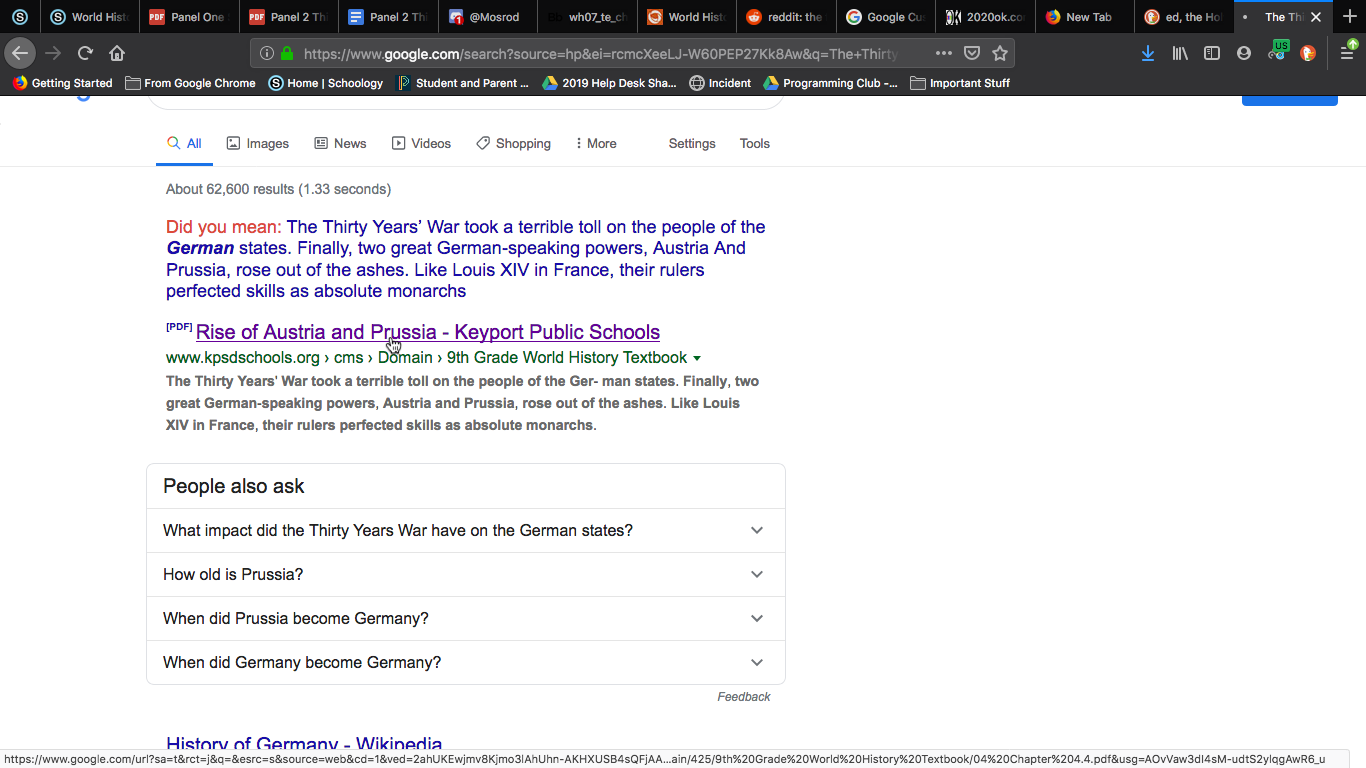 World Hist
Panel One S
Panel 2 Thi
Panel 2 Thi
@Mosrod
wh07_te_ch
World Hist
reddit: the
Google Cus
2020ok.co
New Tab
ed, the Hol
The Thi
https://www.google.com/search?source=hp&ei=rcmcXeeLJ-W60PEP27Kk8Aw&q=The+Thirty
US
Getting Started
From Google Chrome
Home | Schoology
Student and Parent ...
2019 Help Desk Sha...
Incident
Programming Club -...
Important Stuff
All Images News Videos Shopping More Settings Tools
About 62,600 results (1.33 seconds)
Did you mean: The Thirty Years’ War took a terrible toll on the people of the
German states. Finally, two great German-speaking powers, Austria And
Prussia, rose out of the ashes. Like Louis XIV in France, their rulers
perfected skills as absolute monarchs
[PDF] Rise of Austria and Prussia - Keyport Public Schools
www.kpsdschools.org › cms › Domain › 9th Grade World History Textbook
The Thirty Years' War took a terrible toll on the people of the Ger- man states. Finally, two
great German-speaking powers, Austria and Prussia, rose out of the ashes. Like Louis
XIV in France, their rulers perfected skills as absolute monarchs.
People also ask
What impact did the Thirty Years War have on the German states?
How old is Prussia?
When did Prussia become Germany?
When did Germany become Germany?
Feedback
History of Germany - Wikipedia
https://www.google.com/url?sa=t&rct=j&q=&esrc=s&source=web&cd=1&ved=2ahUKEwjmv8Kjmo3lAhUhn-AKHXUSB4sQFjAA...ain/425/9th%20Grade%20World%20History%20Textbook/04%20Chapter%204.4.pdf&usg=AOvVaw3dI4sM-udtS2ylqgAwR6_u